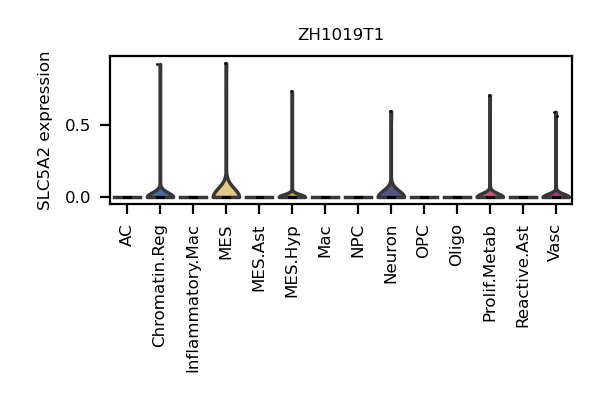 ZH1019T1
SLC5A2 expression
0.5
0.0
AC
Chromatin.Reg
Inflammatory.Mac
MES
MES.Ast
MES.Hyp
Mac
NPC
Neuron
OPC
Oligo
Prolif.Metab
Reactive.Ast
Vasc